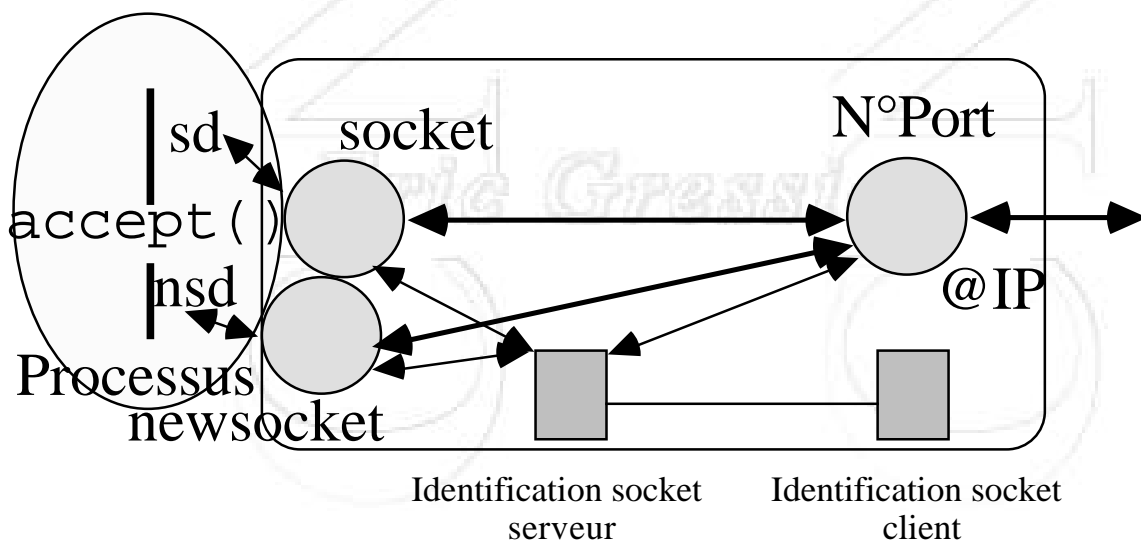 sd
socket
N°Port
accept()
nsd
@IP
Processus
newsocket
Identification socket
serveur
Identification socket
client